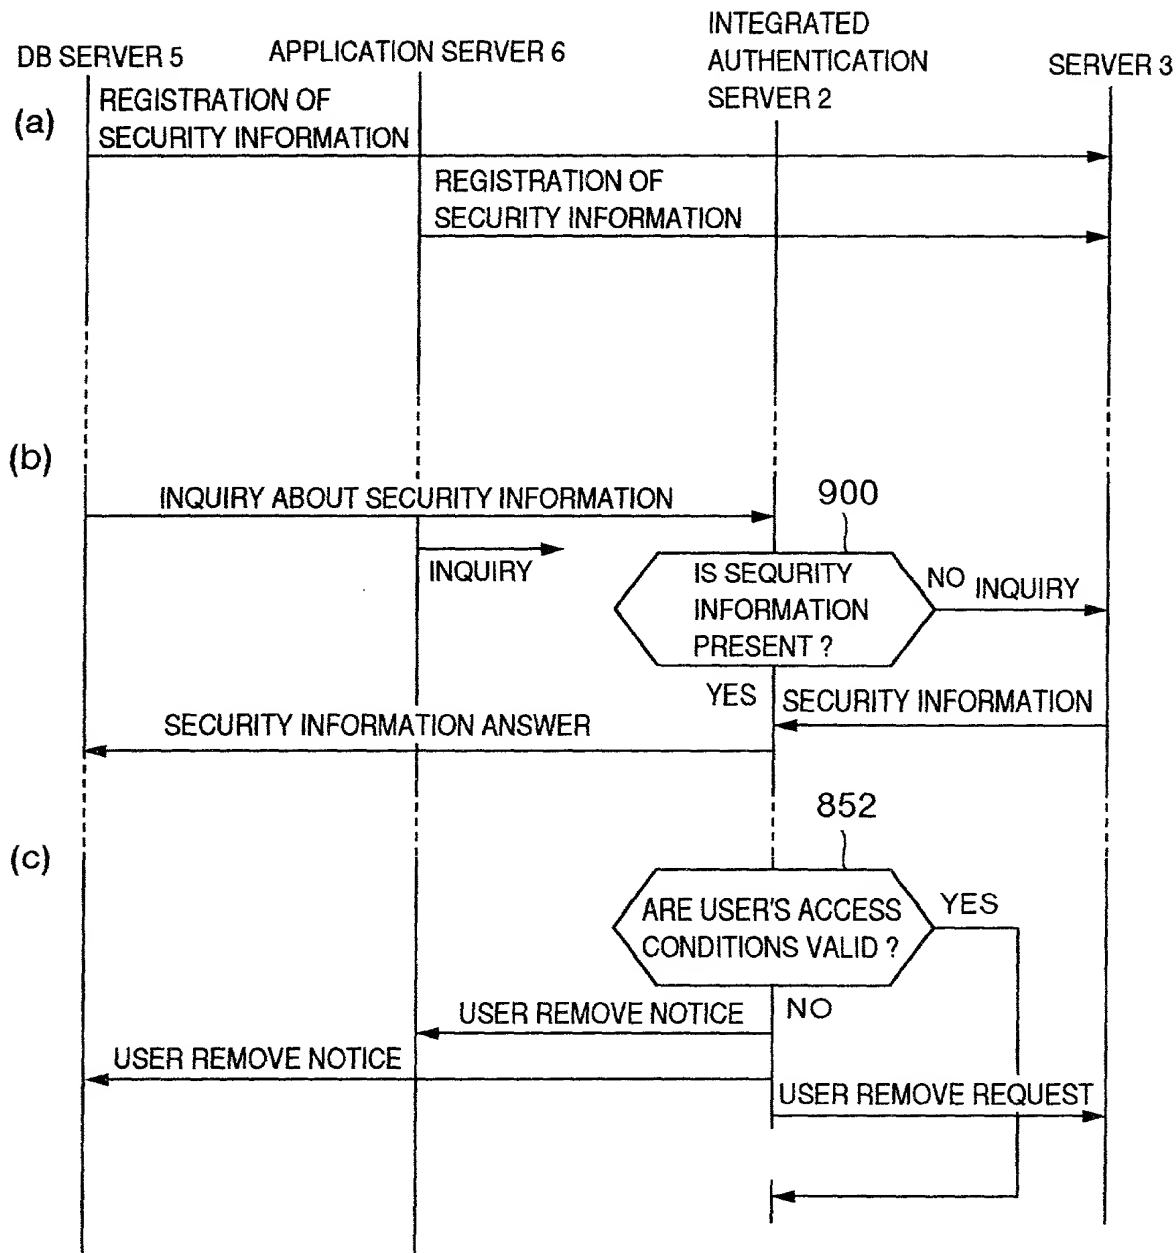 DB SERVER 5
APPLICATION SERVER 6
INTEGRATED
AUTHENTICATION
SERVER 2
SERVER 3
(a)
REGISTRATION OF
SECURITY INFORMATION
REGISTRATION OF
SECURITY INFORMATION
(b)
INQUIRY ABOUT SECURITY INFORMATION
900
INQUIRY
IS SEQURITY
INFORMATION
PRESENT ?
NO
INQUIRY
YES
SECURITY INFORMATION
SECURITY INFORMATION ANSWER
852
(c)
ARE USER'S ACCESS
CONDITIONS VALID ?
YES
NO
USER REMOVE NOTICE
USER REMOVE NOTICE
USER REMOVE REQUEST